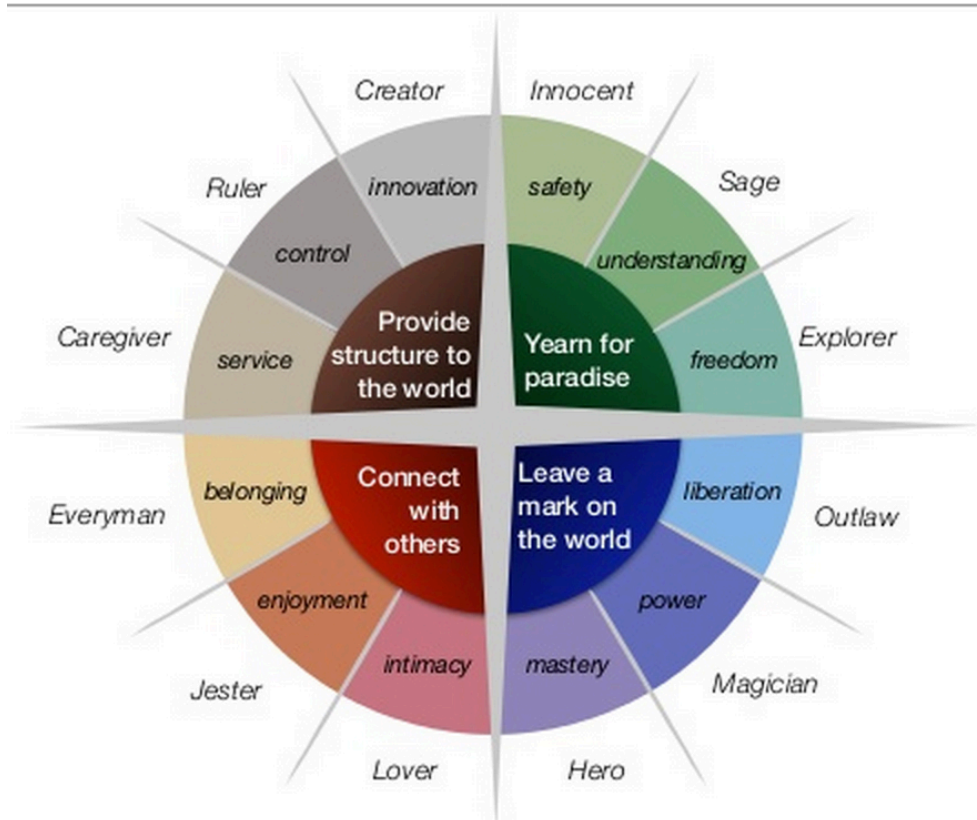 Creator
Innocent
Ruler
Sage
innovation
safety
control
understanding
Caregiver
Explorer
service
freedom
Provide
structure to
the world
Yearn for
paradise
Everyman
Outlaw
belonging
liberation
Connect
with
others
Leave a
mark on
the world
enjoyment
power
Jester
Magician
intimacy
mastery
Lover
Hero